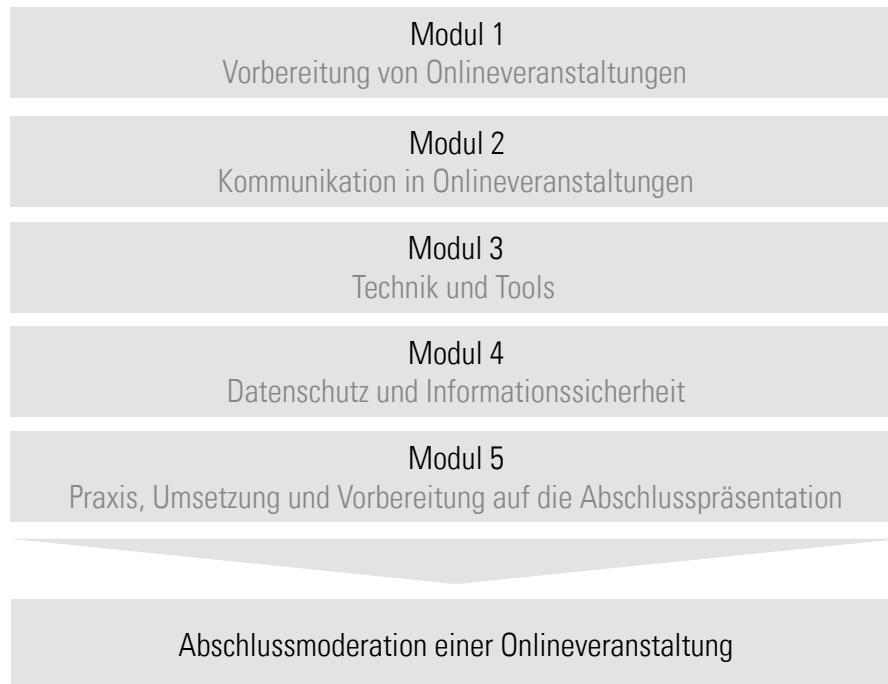 Modul 1
Vorbereitung von Onlineveranstaltungen
Modul 2
Kommunikation in Onlineveranstaltungen
Modul 3
Technik und Tools
Modul 4
Datenschutz und Informationssicherheit
Modul 5
Praxis, Umsetzung und Vorbereitung auf die Abschlusspräsentation
Abschlussmoderation einer Onlineveranstaltung